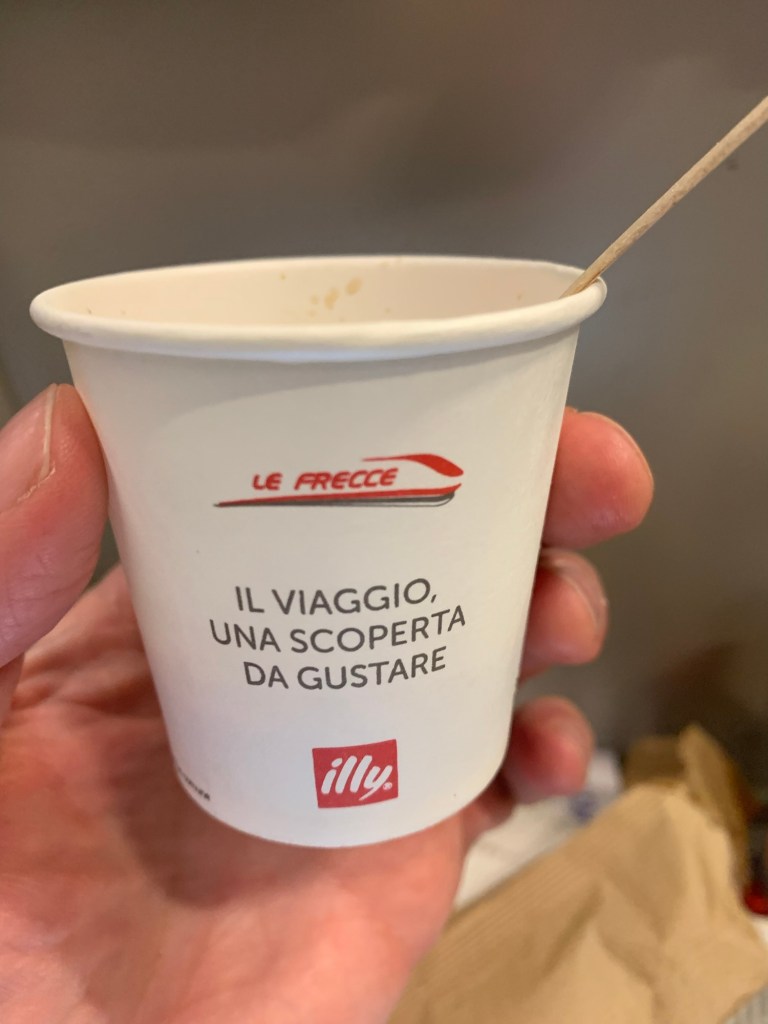 LE FRECCE
IL VIAGGIO,
UNA SCOPERTA
DA GUSTARE
illy®